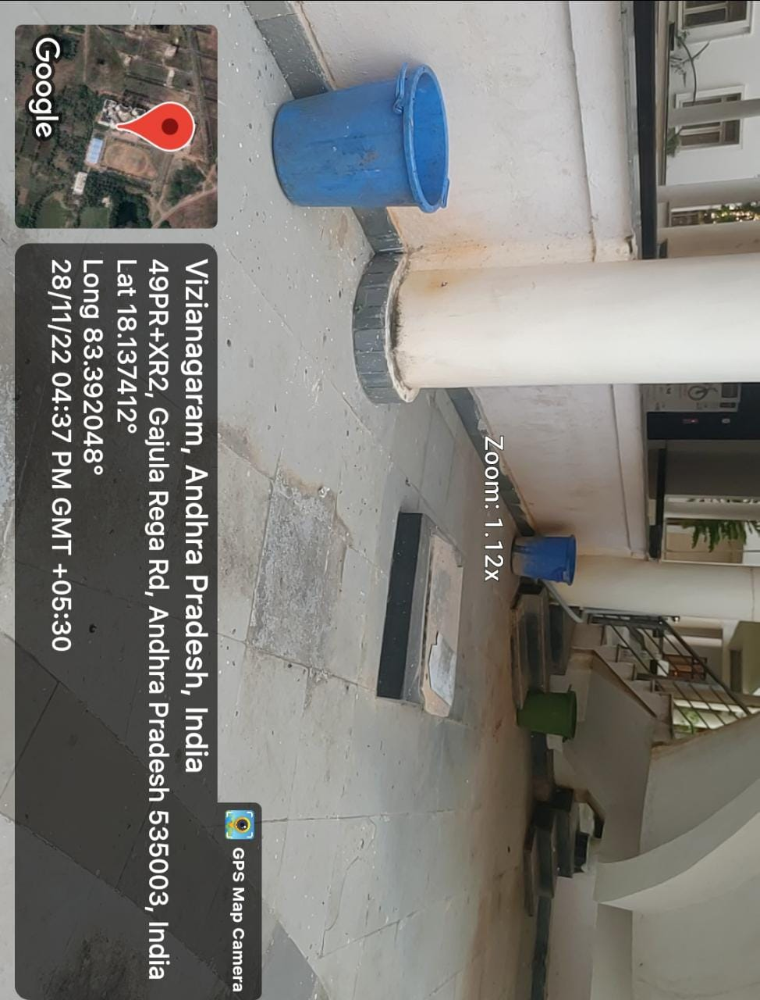 Zoom: 1.12x
GPS Map Camera
Google
Vizianagaram, Andhra Pradesh, India
49PR+XR2, Gajula Rega Rd, Andhra Pradesh 535003, India
Lat 18.137412°
Long 83.392048°
28/11/22 04:37 PM GMT +05:30